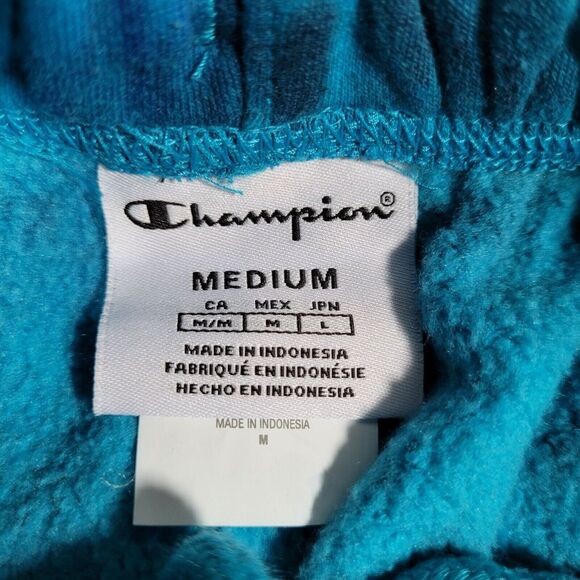 Champion®
MEDIUM
CA MEX JPN
M/M M L
MADE IN INDONESIA
FABRIQUÉ EN INDONÉSIE
HECHO EN INDONESIA
MADE IN INDONESIA
M